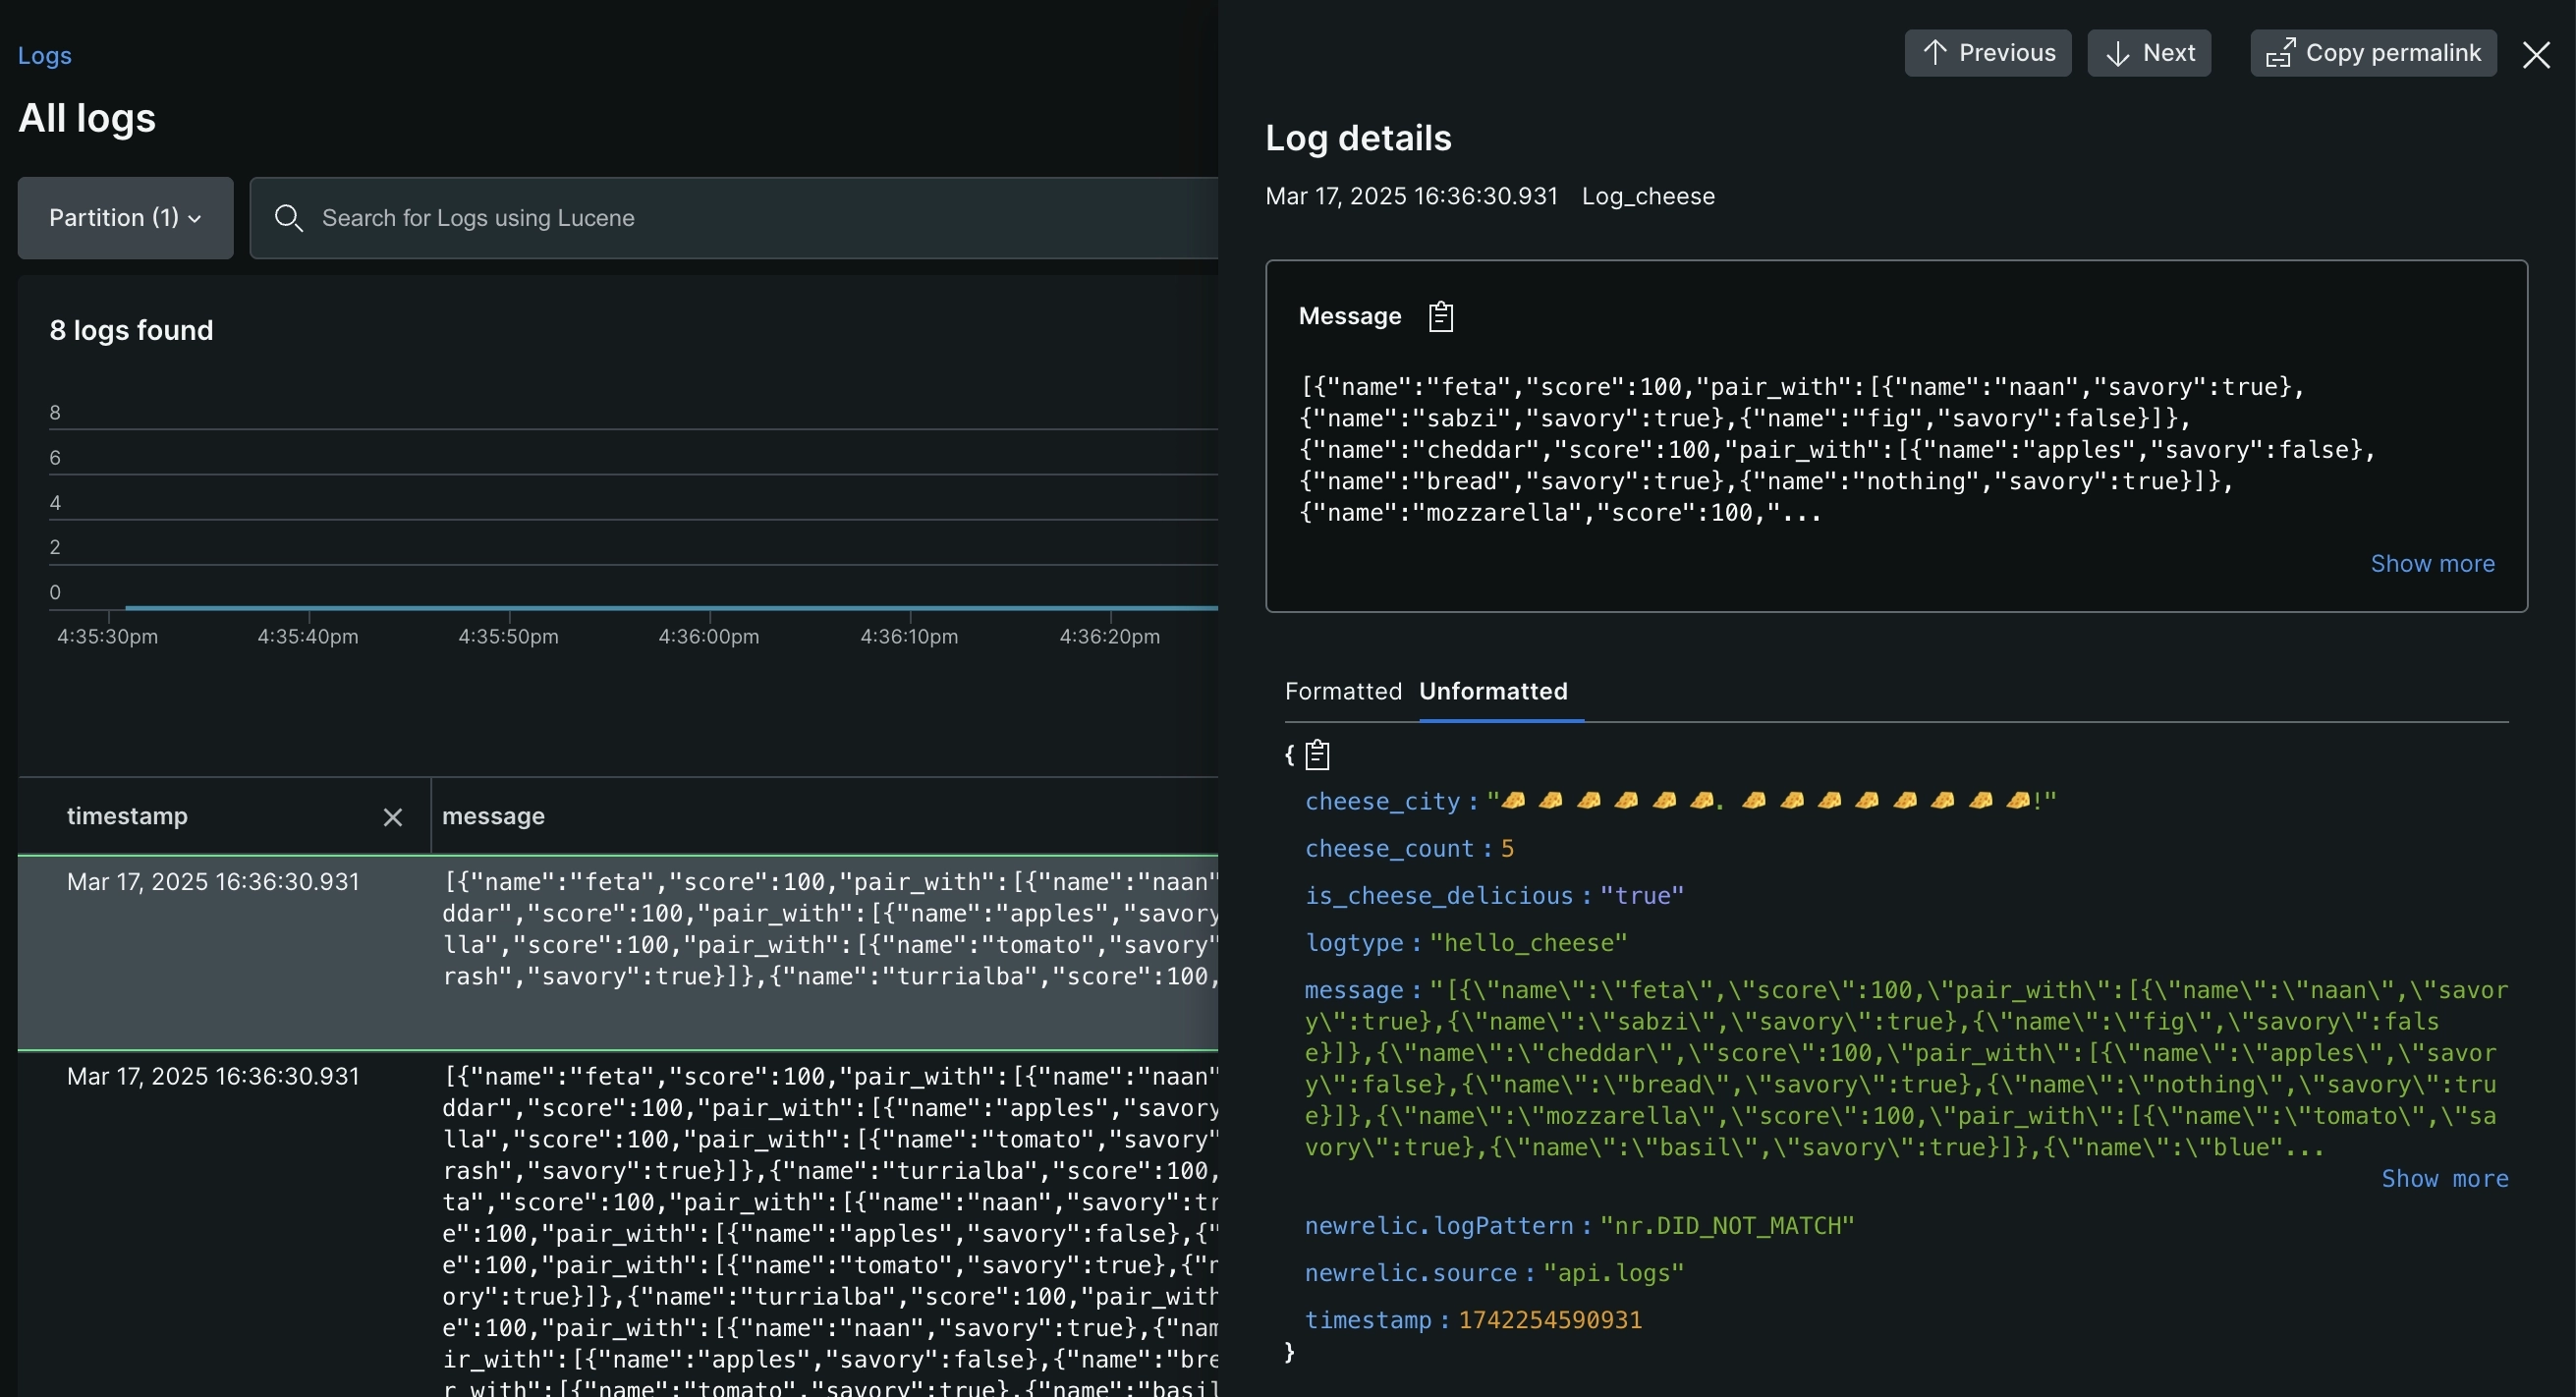 Logs
All logs
Partition (1)
Search for Logs using Lucene
8 logs found
8
6
4
2
0
4:35:30pm 4:35:40pm 4:35:50pm 4:36:00pm 4:36:10pm 4:36:20pm
timestamp message
Mar 17, 2025 16:36:30.931
[{"name":"feta","score":100,"pair_with":[{"name":"naan"
ddar","score":100,"pair_with":[{"name":"apples","savory
lla","score":100,"pair_with":[{"name":"tomato","savory"
rash","savory":true}]},{"name":"turrialba","score":100,
Mar 17, 2025 16:36:30.931
[{"name":"feta","score":100,"pair_with":[{"name":"naan"
ddar","score":100,"pair_with":[{"name":"apples","savory
lla","score":100,"pair_with":[{"name":"tomato","savory"
rash","savory":true}]},{"name":"turrialba","score":100,
ta","score":100,"pair_with":[{"name":"naan","savory":tr
e":100,"pair_with":[{"name":"apples","savory":false},{"
e":100,"pair_with":[{"name":"tomato","savory":true},{"n
ory":true}]},{"name":"turrialba","score":100,"pair_with
e":100,"pair_with":[{"name":"naan","savory":true},{"nam
ir_with":[{"name":"apples","savory":false},{"name":"bre
r_with":[{"name":"tomato","savory":true},{"name":"basil
Previous Next Copy permalink
Log details
Mar 17, 2025 16:36:30.931 Log_cheese
Message
[{"name":"feta","score":100,"pair_with":[{"name":"naan","savory":true},
{"name":"sabzi","savory":true},{"name":"fig","savory":false}]},
{"name":"cheddar","score":100,"pair_with":[{"name":"apples","savory":false},
{"name":"bread","savory":true},{"name":"nothing","savory":true}]},
{"name":"mozzarella","score":100,"...
Show more
Formatted Unformatted
{
cheese_city : "🧀 🧀 🧀 🧀 🧀 🧀. 🧀 🧀 🧀 🧀 🧀 🧀 🧀 🧀!"
cheese_count : 5
is_cheese_delicious : "true"
logtype : "hello_cheese"
message : "[{\"name\":\"feta\",\"score\":100,\"pair_with\":[{\"name\":\"naan\",\"savor
y\":true},{\"name\":\"sabzi\",\"savory\":true},{\"name\":\"fig\",\"savory\":fals
e}]},{\"name\":\"cheddar\",\"score\":100,\"pair_with\":[{\"name\":\"apples\",\"savor
y\":false},{\"name\":\"bread\",\"savory\":true},{\"name\":\"nothing\",\"savory\":tru
e}]},{\"name\":\"mozzarella\",\"score\":100,\"pair_with\":[{\"name\":\"tomato\",\"sa
vory\":true},{\"name\":\"basil\",\"savory\":true}]},{\"name\":\"blue"...
Show more
newrelic.logPattern : "nr.DID_NOT_MATCH"
newrelic.source : "api.logs"
timestamp : 1742254590931
}